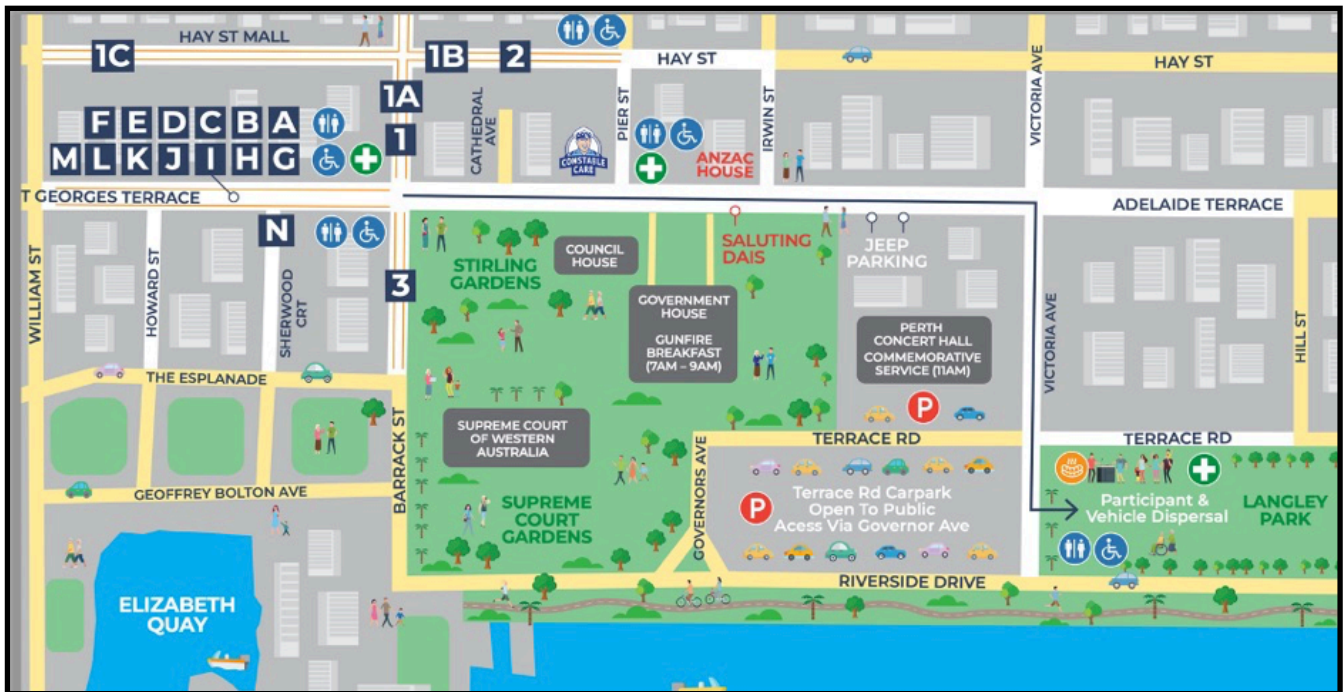 HAY ST MALL
1C
1B
2
HAY ST
VICTORIA AVE
HAY ST
1A
F E D C B A
1
CATHEDRAL
AVE
CONSTABLE
CARE
PIER ST
IRWIN ST
ANZAC
HOUSE
M L K J I H G
T GEORGES TERRACE
ADELAIDE TERRACE
N
WILLIAM ST
HOWARD ST
SHERWOOD
CRT
3
STIRLING
GARDENS
COUNCIL
HOUSE
SALUTING
DAIS
JEEP
PARKING
GOVERNMENT
HOUSE
GUNFIRE
BREAKFAST
(7AM – 9AM)
PERTH
CONCERT HALL
COMMEMORATIVE
SERVICE (11AM)
P
VICTORIA AVE
HILL ST
THE ESPLANADE
BARRACK ST
SUPREME COURT
OF WESTERN
AUSTRALIA
TERRACE RD
TERRACE RD
GEOFFREY BOLTON AVE
SUPREME
COURT
GARDENS
GOVERNORS AVE
P
Terrace Rd Carpark
Open To Public
Acess Via Governor Ave
Participant &
Vehicle Dispersal
LANGLEY
PARK
RIVERSIDE DRIVE
ELIZABETH
QUAY